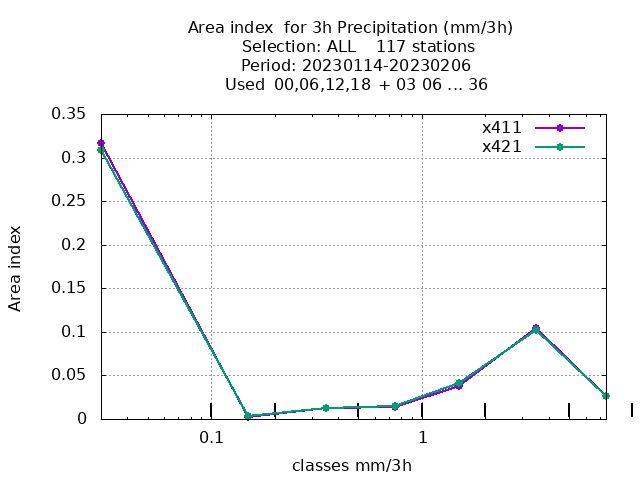 Area index  for 3h Precipitation (mm/3h)
Selection: ALL    117 stations
Period: 20230114-20230206
Used  00,06,12,18  + 03 06 ... 36
0.35
x411
x421
0.3
0.25
0.2
Area index
0.15
0.1
0.05
0
0.1
1
classes mm/3h